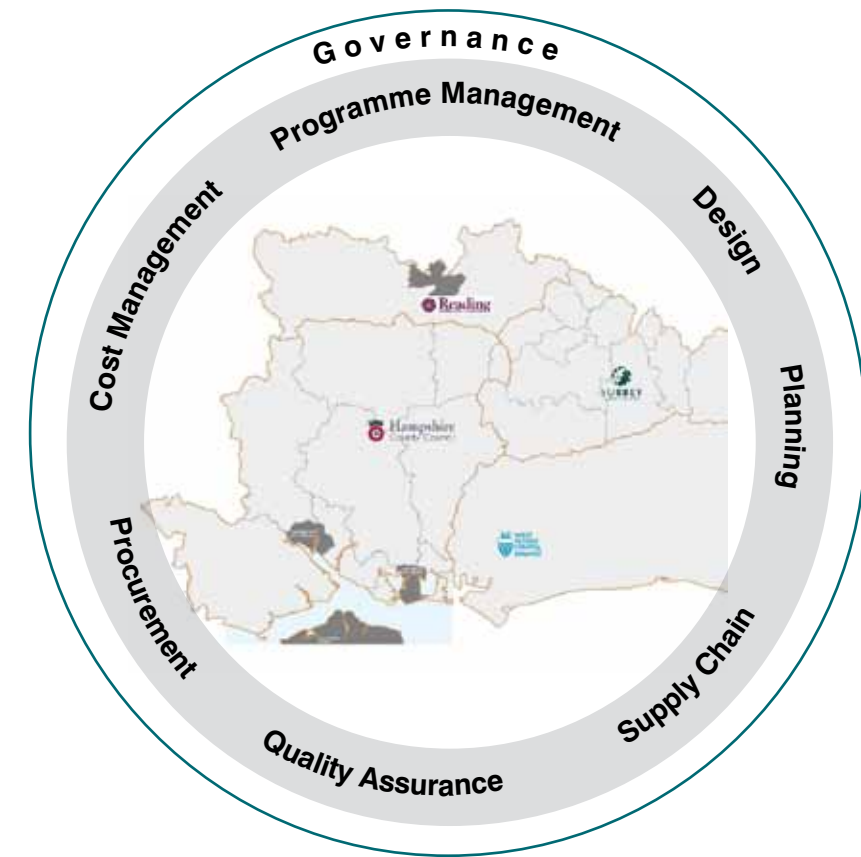 Governance
Programme Management
Design
Planning
Supply Chain
Quality Assurance
Procurement
Cost Management
Reading
Hampshire
County Council
SURREY